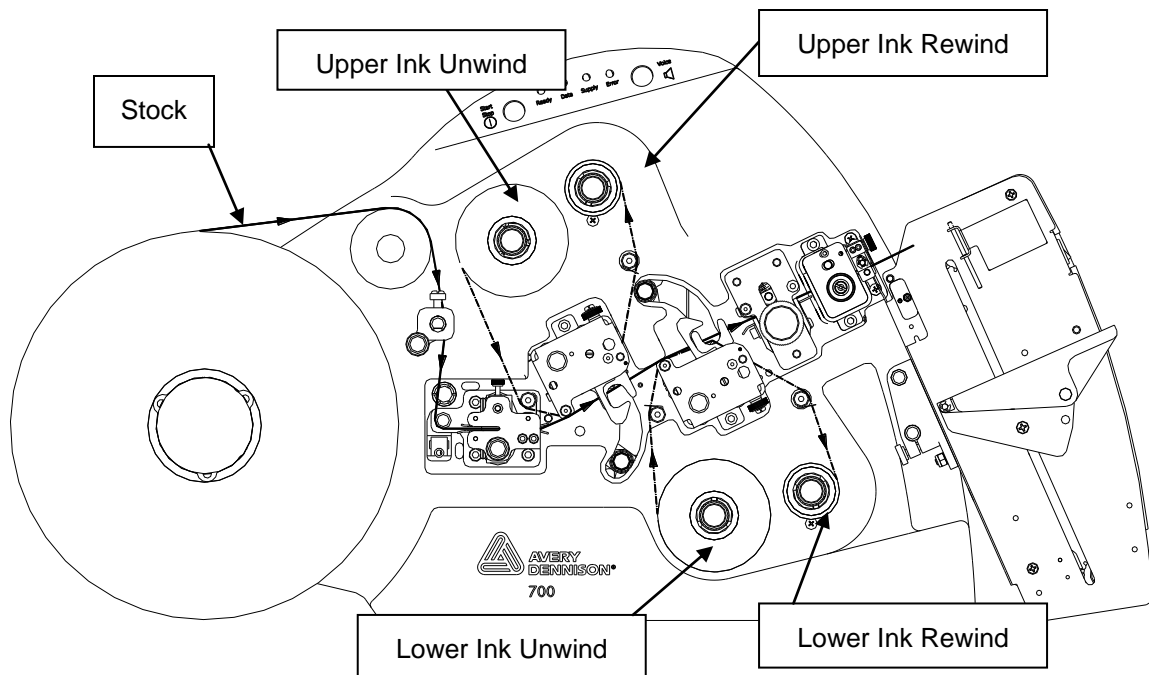 Upper Ink Unwind
Upper Ink Rewind
Stock
Start
Stop
Ready
Data
Supply
Error
Voice
AVERY
DENNISON®
700
Lower Ink Unwind
Lower Ink Rewind